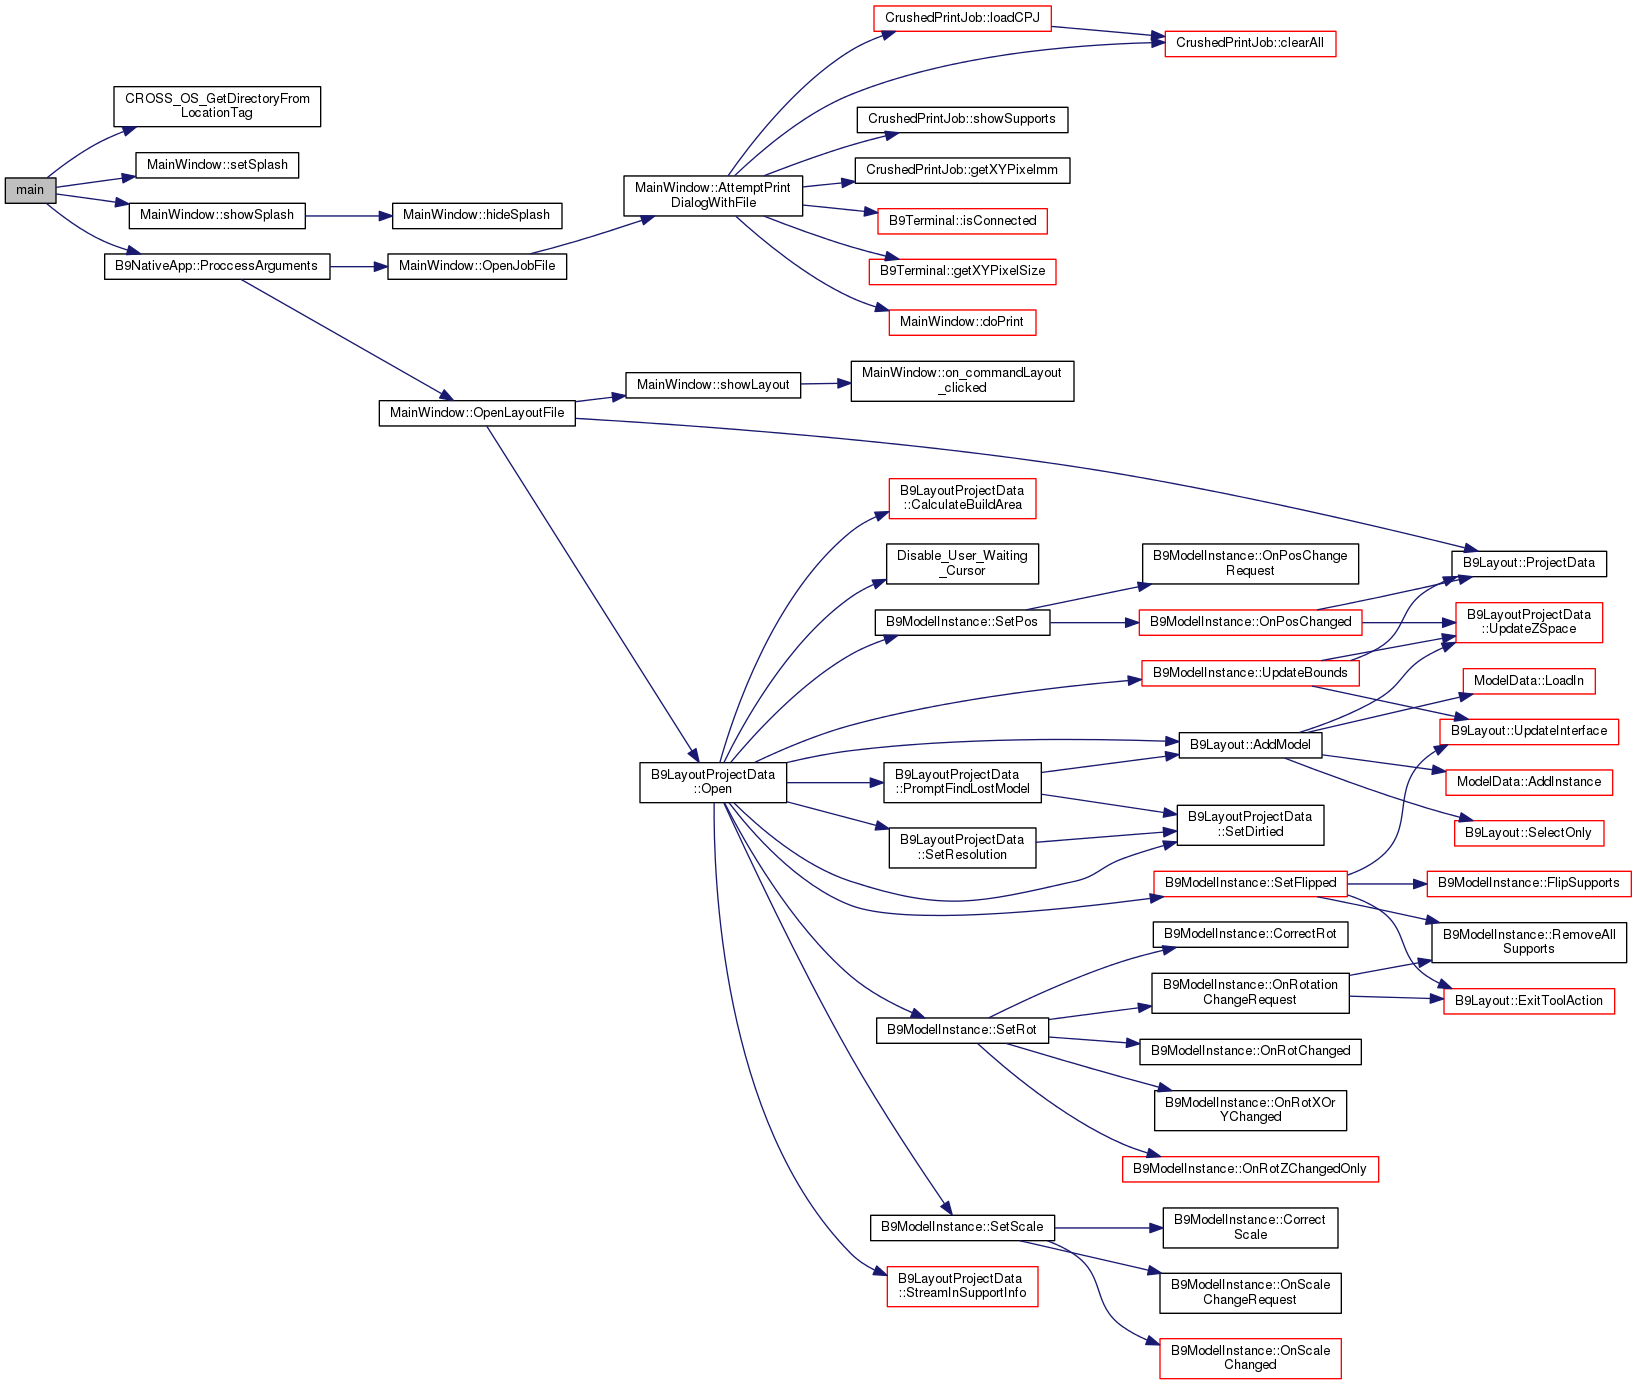 main
CROSS_OS_GetDirectoryFrom
LocationTag
MainWindow::setSplash
MainWindow::showSplash
B9NativeApp::ProccessArguments
MainWindow::hideSplash
MainWindow::OpenJobFile
MainWindow::OpenLayoutFile
MainWindow::AttemptPrint
DialogWithFile
MainWindow::showLayout
B9LayoutProjectData
::Open
CrushedPrintJob::loadCPJ
CrushedPrintJob::clearAll
CrushedPrintJob::showSupports
CrushedPrintJob::getXYPixelmm
B9Terminal::isConnected
B9Terminal::getXYPixelSize
MainWindow::doPrint
MainWindow::on_commandLayout
_clicked
B9LayoutProjectData
::CalculateBuildArea
Disable_User_Waiting
_Cursor
B9ModelInstance::SetPos
B9LayoutProjectData
::PromptFindLostModel
B9LayoutProjectData
::SetResolution
B9ModelInstance::SetRot
B9ModelInstance::SetScale
B9LayoutProjectData
::StreamInSupportInfo
B9ModelInstance::OnPosChange
Request
B9ModelInstance::OnPosChanged
B9ModelInstance::UpdateBounds
B9Layout::AddModel
B9LayoutProjectData
::SetDirtied
B9ModelInstance::SetFlipped
B9ModelInstance::CorrectRot
B9ModelInstance::OnRotation
ChangeRequest
B9ModelInstance::OnRotChanged
B9ModelInstance::OnRotXOr
YChanged
B9ModelInstance::OnRotZChangedOnly
B9ModelInstance::Correct
Scale
B9ModelInstance::OnScale
ChangeRequest
B9ModelInstance::OnScale
Changed
B9Layout::ProjectData
B9LayoutProjectData
::UpdateZSpace
ModelData::LoadIn
B9Layout::UpdateInterface
ModelData::AddInstance
B9Layout::SelectOnly
B9ModelInstance::FlipSupports
B9ModelInstance::RemoveAll
Supports
B9Layout::ExitToolAction